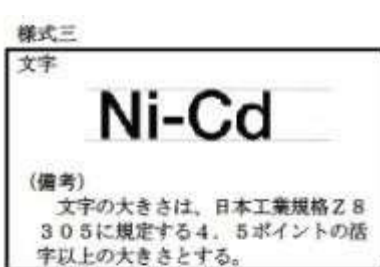 様式三
文字
Ni-Cd
(備考)
文字の大きさは、日本工業規格Z8
305に規定する4.5ポイントの活
字以上の大きさとする。